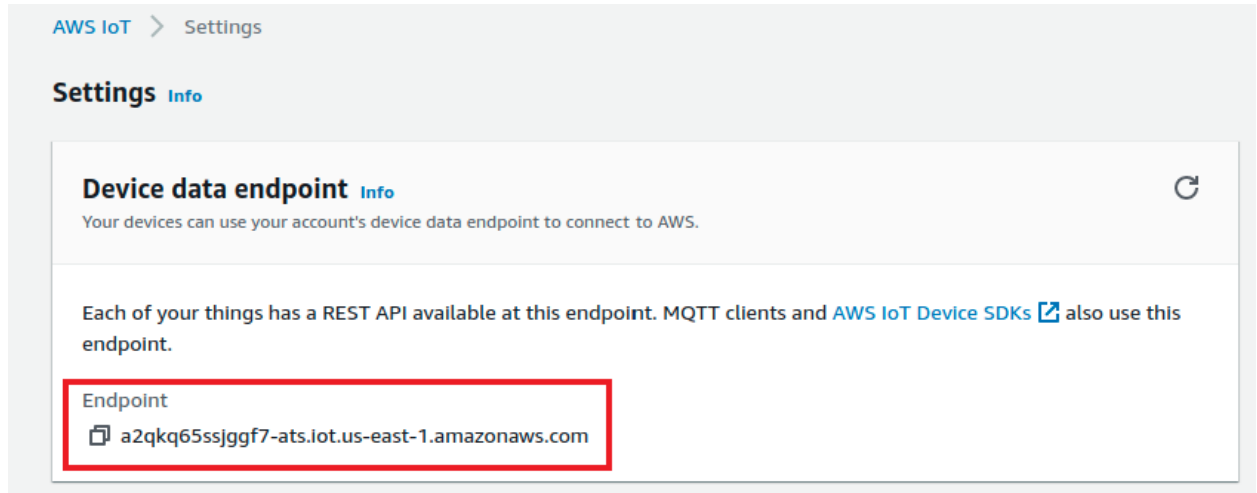 AWS IoT > Settings
Settings Info
Device data endpoint Info
Your devices can use your account's device data endpoint to connect to AWS.
Each of your things has a REST API available at this endpoint. MQTT clients and AWS IoT Device SDKs also use this
endpoint.
Endpoint
a2qkq65ssjggf7-ats.iot.us-east-1.amazonaws.com